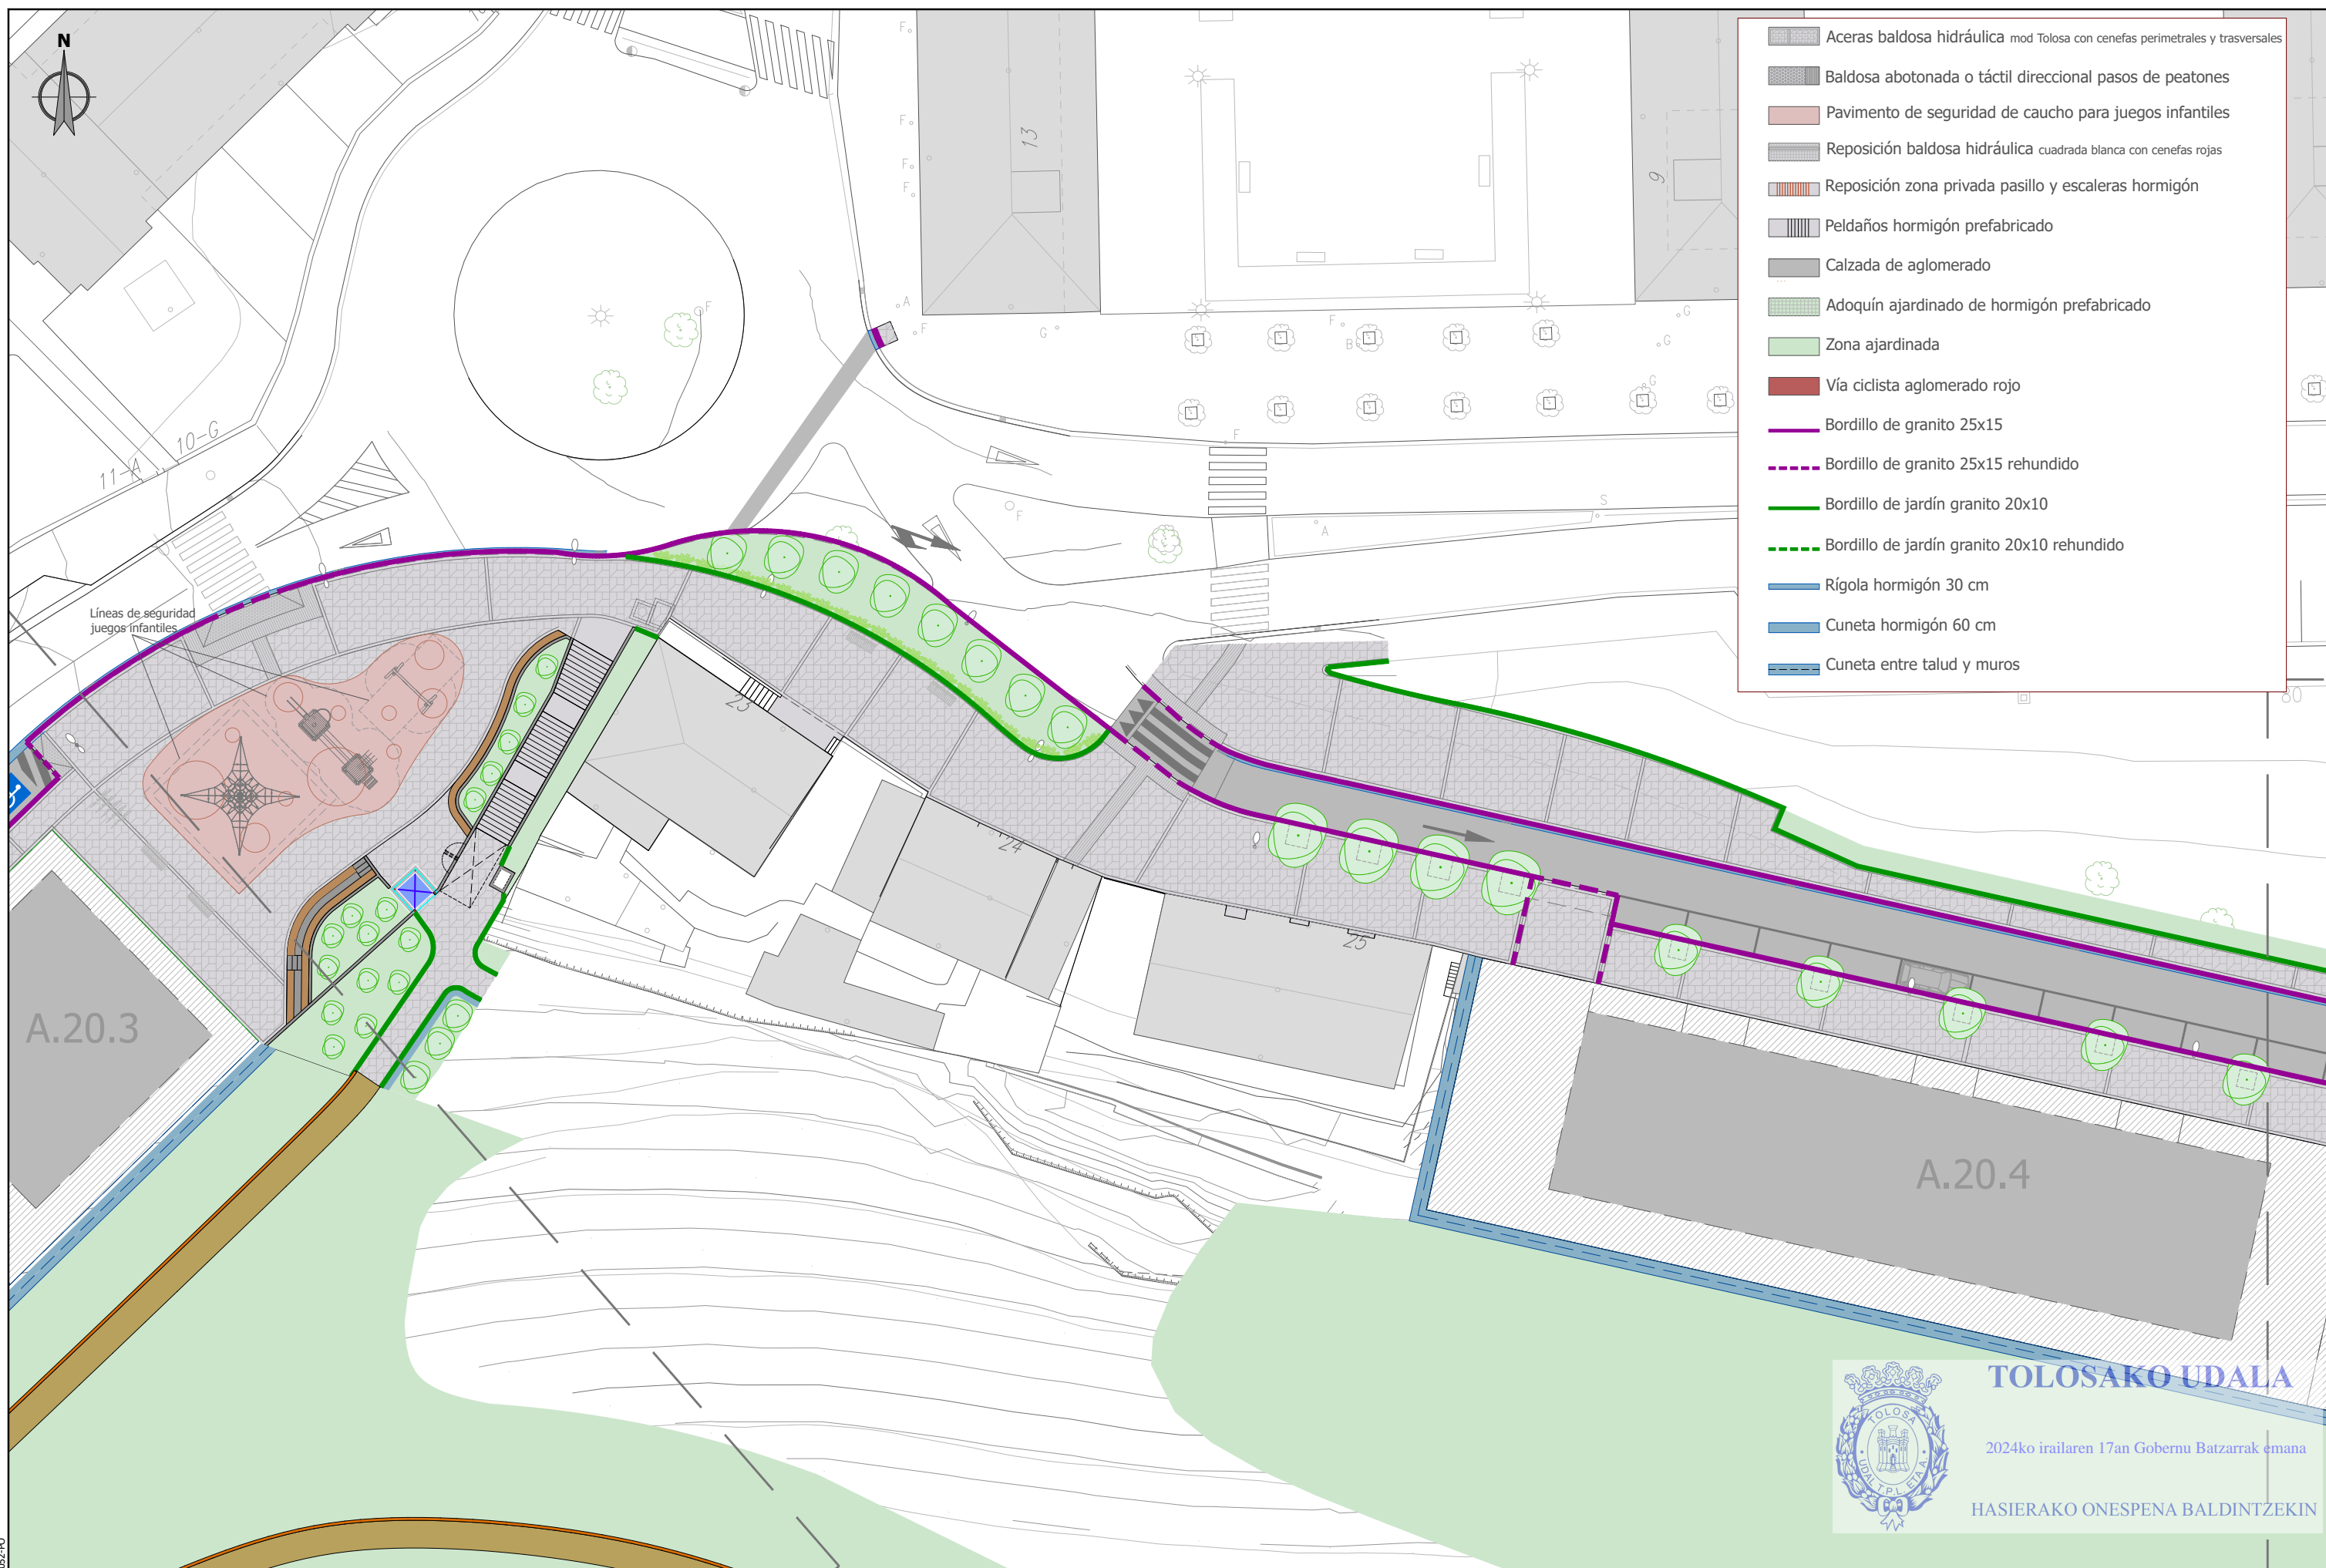 N
13
9
11-A
10-G
Líneas de seguridad
juegos infantiles
23
24
25
80
A.20.3
A.20.4
Aceras baldosa hidráulica mod Tolosa con cenefas perimetrales y trasversales
Baldosa abotonada o táctil direccional pasos de peatones
Pavimento de seguridad de caucho para juegos infantiles
Reposición baldosa hidráulica cuadrada blanca con cenefas rojas
Reposición zona privada pasillo y escaleras hormigón
Peldaños hormigón prefabricado
Calzada de aglomerado
Adoquín ajardinado de hormigón prefabricado
Zona ajardinada
Vía ciclista aglomerado rojo
Bordillo de granito 25x15
Bordillo de granito 25x15 rehundido
Bordillo de jardín granito 20x10
Bordillo de jardín granito 20x10 rehundido
Rígola hormigón 30 cm
Cuneta hormigón 60 cm
Cuneta entre talud y muros
TOLOSAKO UDALA
2024ko irailaren 17an Gobernu Batzarrak emana
HASIERAKO ONESPENA BALDINTZEKIN
TOLOSA
UDAL T.P.L. ETA A.